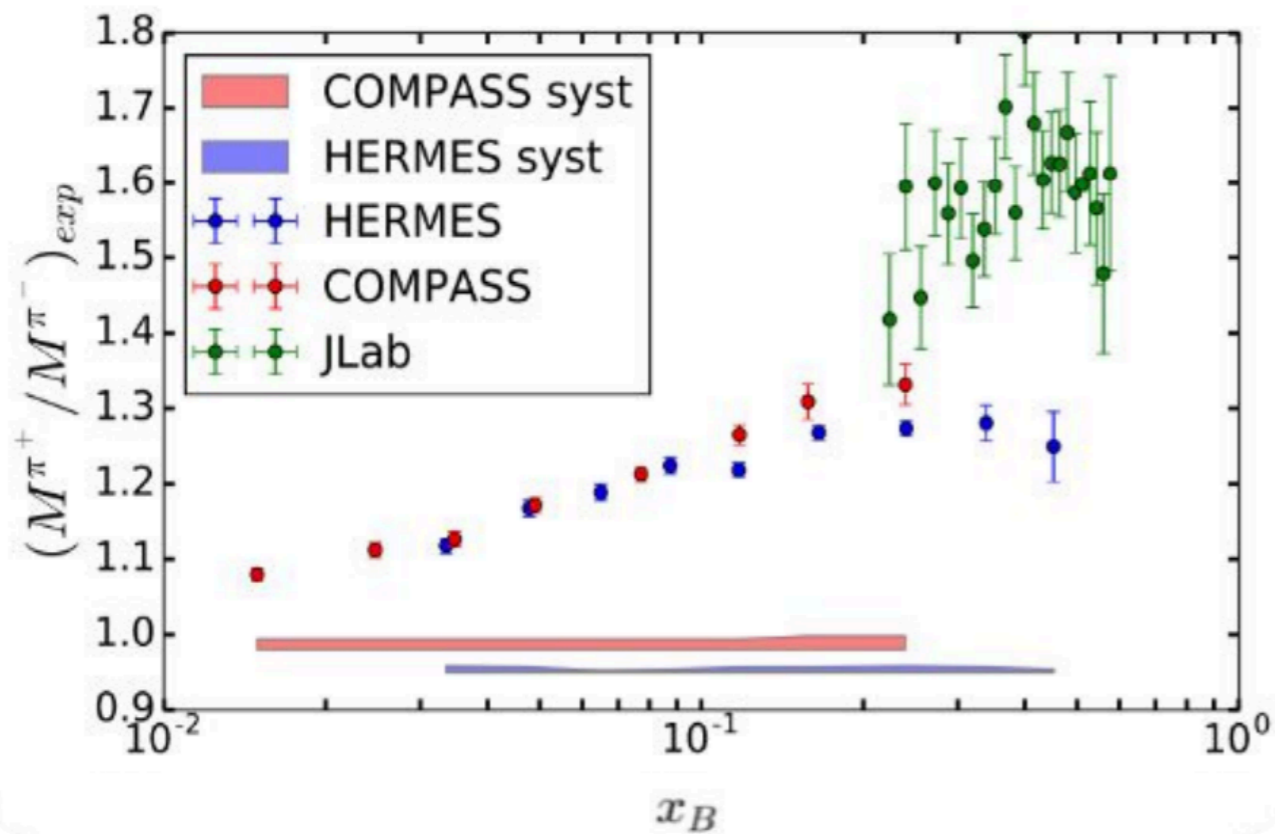 1.8
1.7
1.6
1.5
1.4
1.3
1.2
1.1
1.0
0.9
(M^{π^+}/M^{π^-})_{exp}
COMPASS syst
HERMES syst
HERMES
COMPASS
JLab
10^{-2}
10^{-1}
10^{0}
x_B